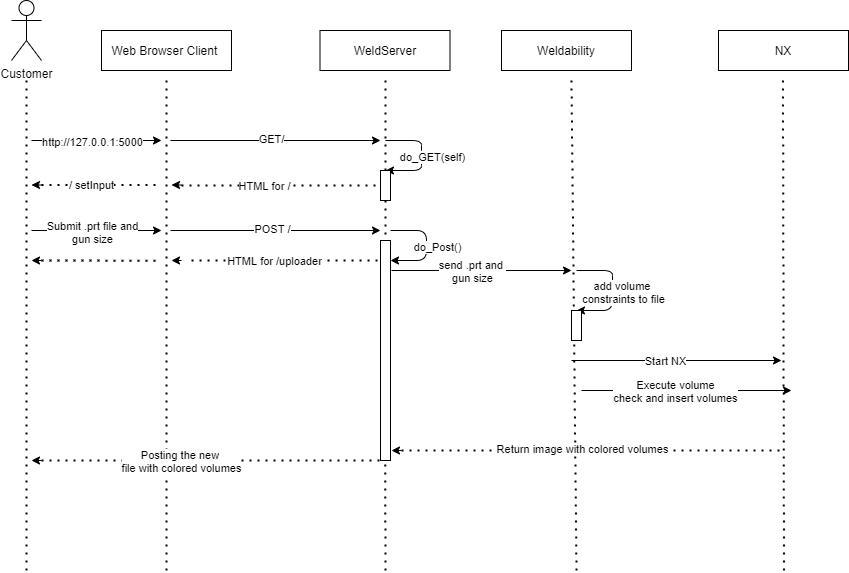 Customer
Web Browser Client
WeldServer
Weldability
NX
http://127.0.0.1:5000
GET/
do_GET(self)
/ setInput
HTML for /
Submit .prt file and
gun size
POST /
do_Post()
HTML for /uploader
send .prt and
gun size
add volume
constraints to file
Start NX
Execute volume
check and insert volumes
Return image with colored volumes
Posting the new
file with colored volumes